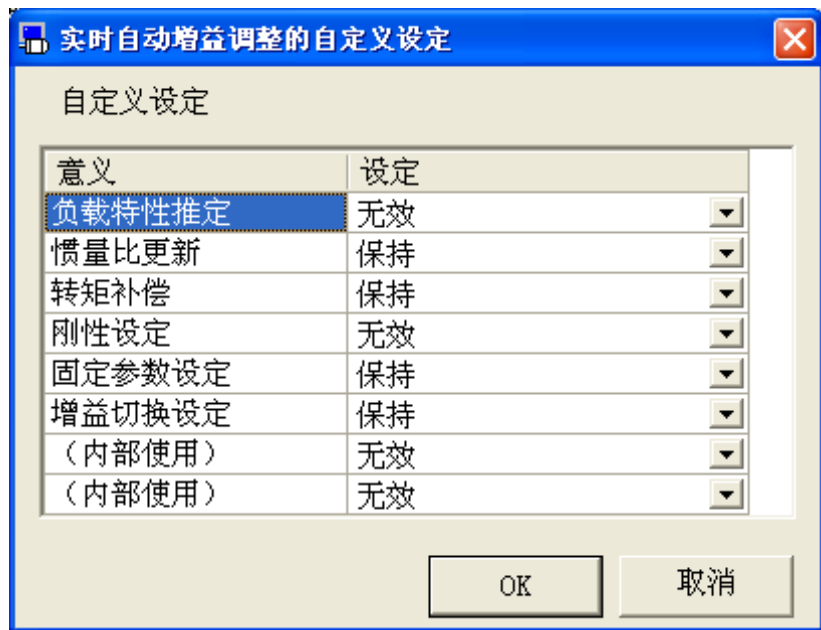 实时自动增益调整的自定义设定
自定义设定
意义 设定
负载特性推定 无效
惯量比更新 保持
转矩补偿 保持
刚性设定 无效
固定参数设定 保持
增益切换设定 保持
（内部使用） 无效
（内部使用） 无效
OK 取消